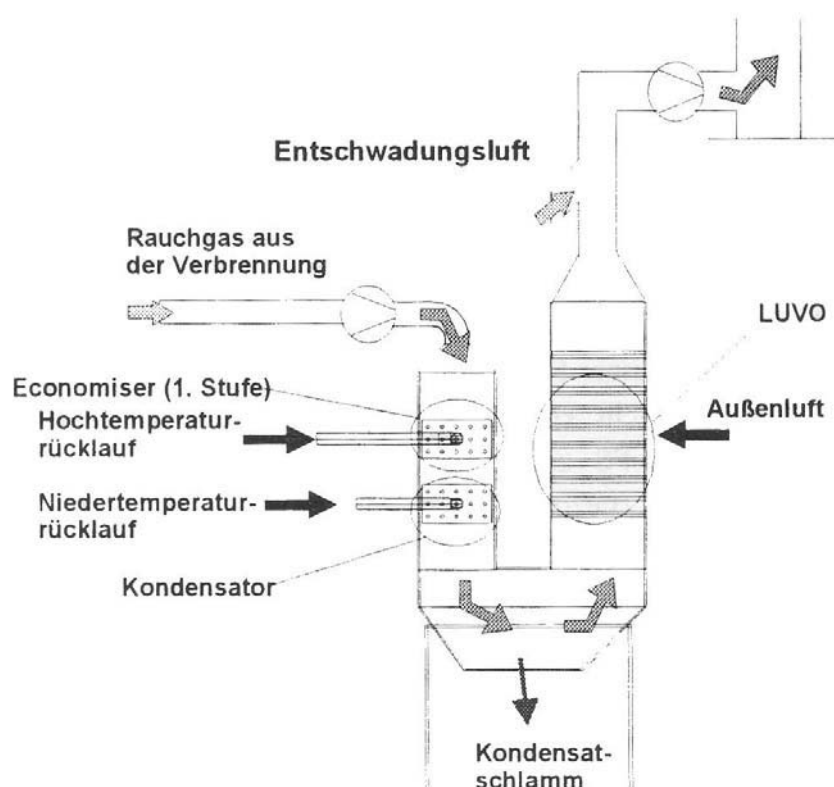 Entschwadungsluft
Rauchgas aus
der Verbrennung
LUVO
Economiser (1. Stufe)
Hochtemperatur-
rücklauf
Außenluft
Niedertemperatur-
rücklauf
Kondensator
Kondensat-
schlamm